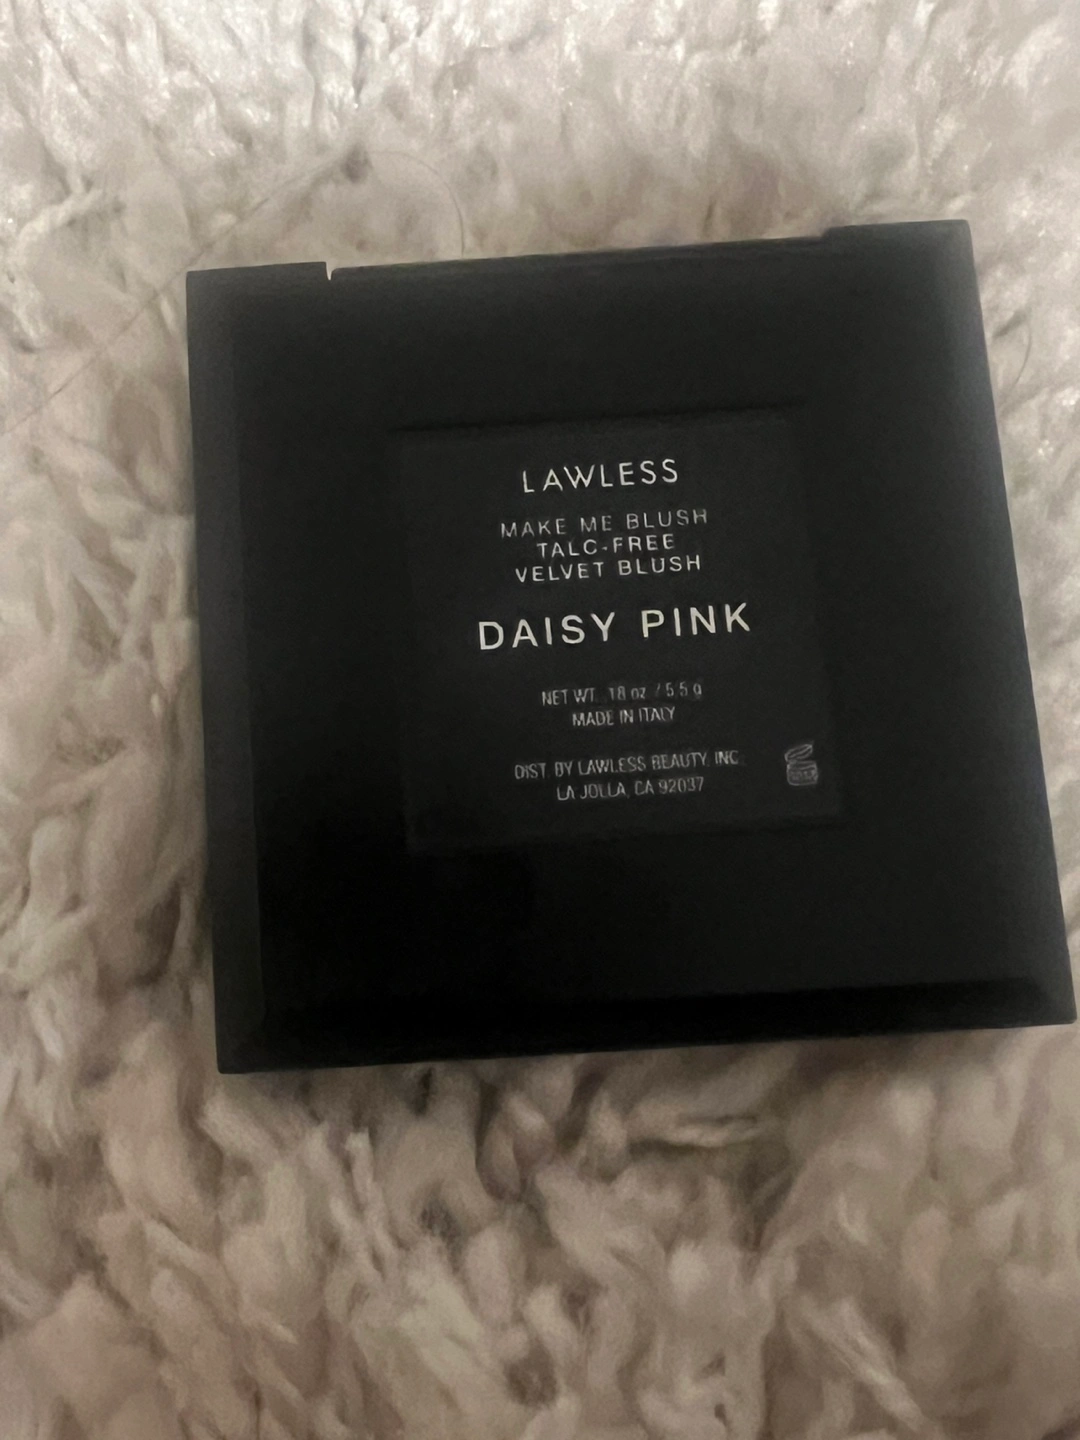 LAWLESS
MAKE ME BLUSH
TALC-FREE
VELVET BLUSH
DAISY PINK
NET WT. .18 oz / 5.5 g
MADE IN ITALY
DIST. BY LAWLESS BEAUTY, INC
LA JOLLA, CA 92037